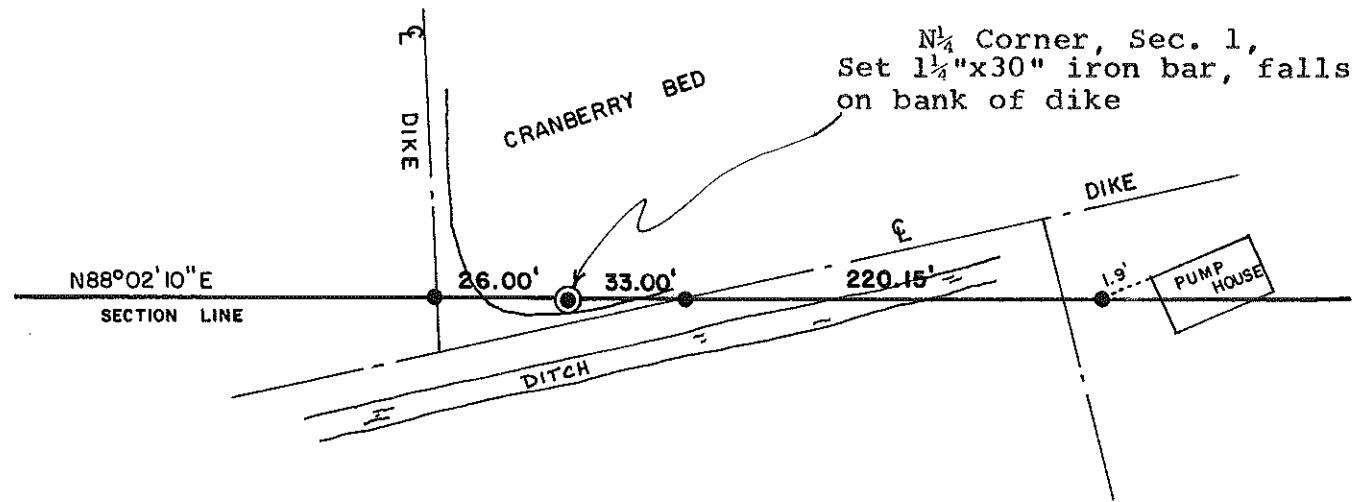 ℄
DIKE
CRANBERRY BED
N¼ Corner, Sec. 1,
Set 1¼"x30" iron bar, falls
on bank of dike
DIKE
℄
N88°02'10"E
26.00'
33.00'
220.15'
1.9'
PUMP
HOUSE
SECTION LINE
DITCH